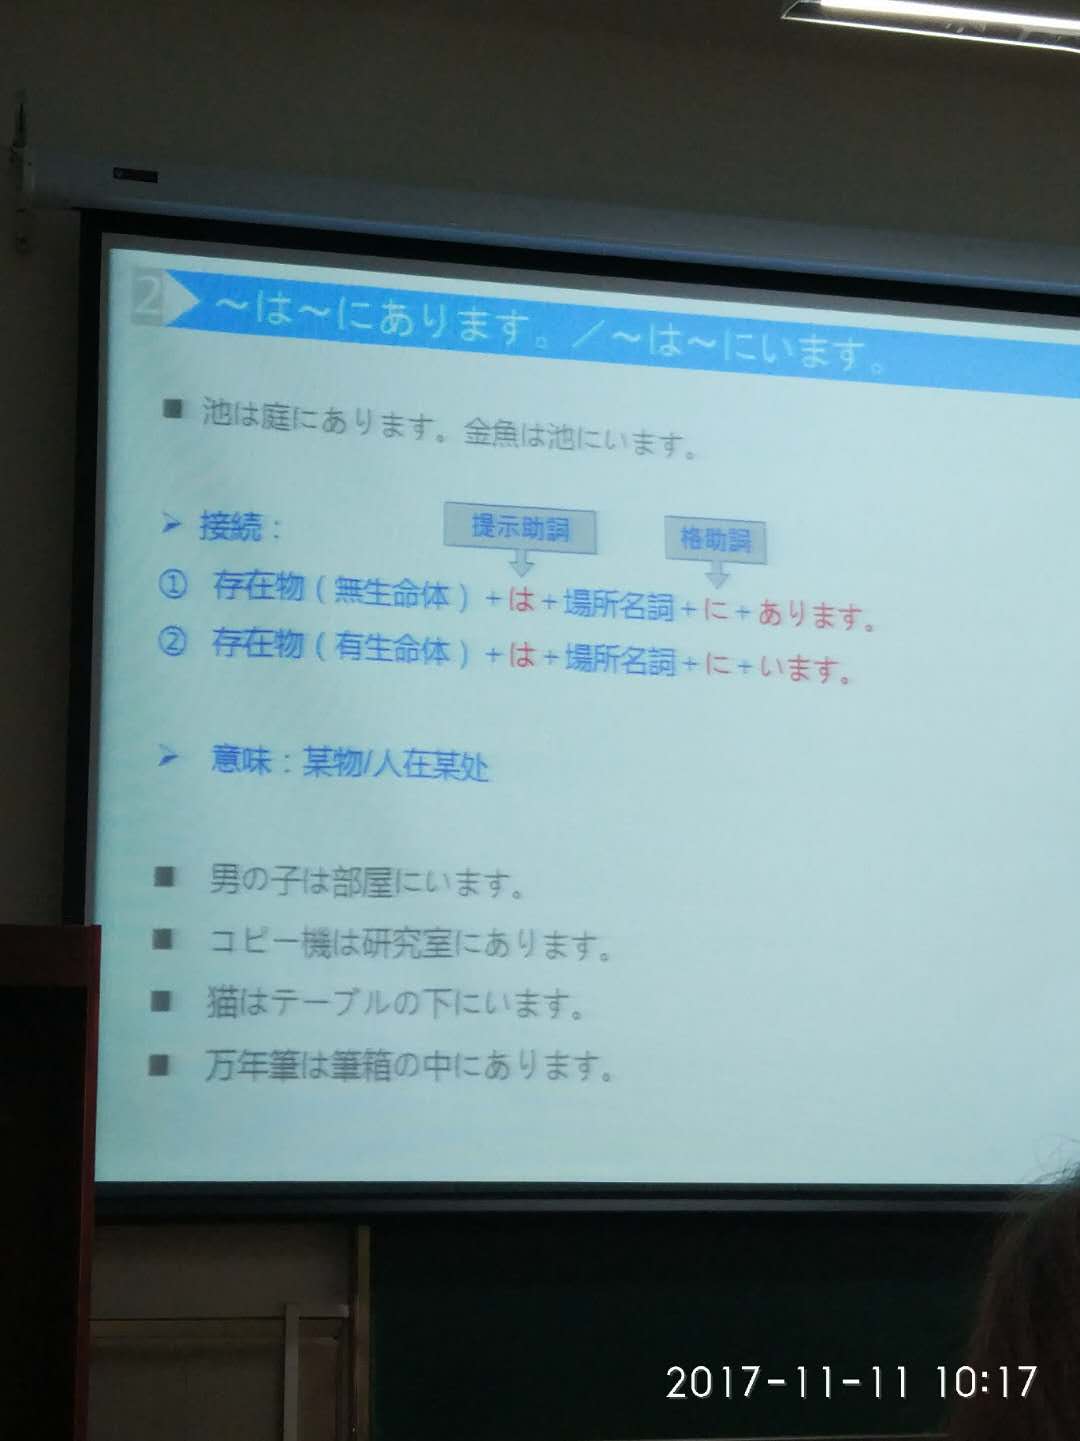 2 ～は～にあります。／～は～にいます。
■ 池は庭にあります。金魚は池にいます。
➢ 接続：
提示助詞 格助詞
① 存在物（無生命体）+は+場所名詞+に+あります。
② 存在物（有生命体）+は+場所名詞+に+います。
➢ 意味：某物/人在某处
■ 男の子は部屋にいます。
■ コピー機は研究室にあります。
■ 猫はテーブルの下にいます。
■ 万年筆は筆箱の中にあります。
2017-11-11 10:17